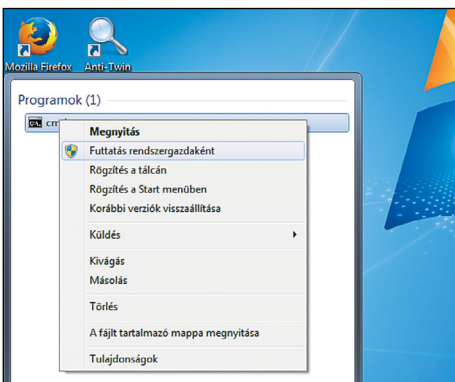 Mozilla Firefox
Anti-Twin
Programok (1)
Megnyitás
Futtatás rendszergazdaként
Rögzítés a tálcán
Rögzítés a Start menüben
Korábbi verziók visszaállítása
Küldés
Kivágás
Másolás
Törlés
A fájlt tartalmazó mappa megnyitása
Tulajdonságok